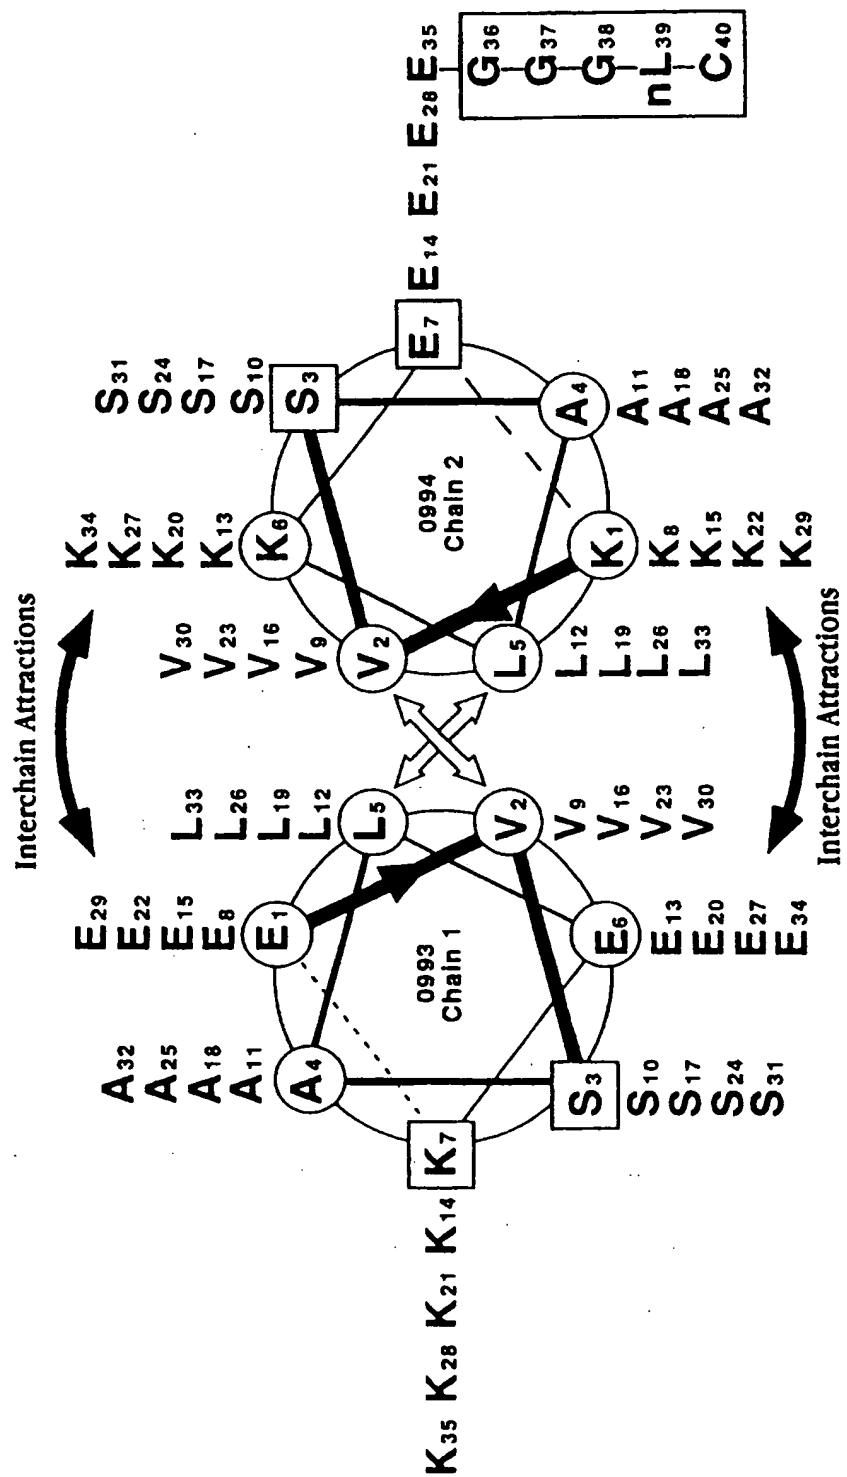 Interchain Attractions
E29
E22
E15
E8
E1
L33
L26
L19
L12
L5
A32
A25
A18
A11
A4
K35 K28 K21 K14 K7
0993
Chain 1
V2
V9
V16
V23
V30
E6
E13
E20
E27
E34
S3
S10
S17
S24
S31
K34
K27
K20
K13
K6
V30
V23
V16
V9
V2
S31
S24
S17
S10
S3
0994
Chain 2
E7 E14 E21 E28 E35
G36
G37
G38
nL39
C40
L5
L12
L19
L26
L33
K1
K8
K15
K22
K29
A4
A11
A18
A25
A32
Interchain Attractions